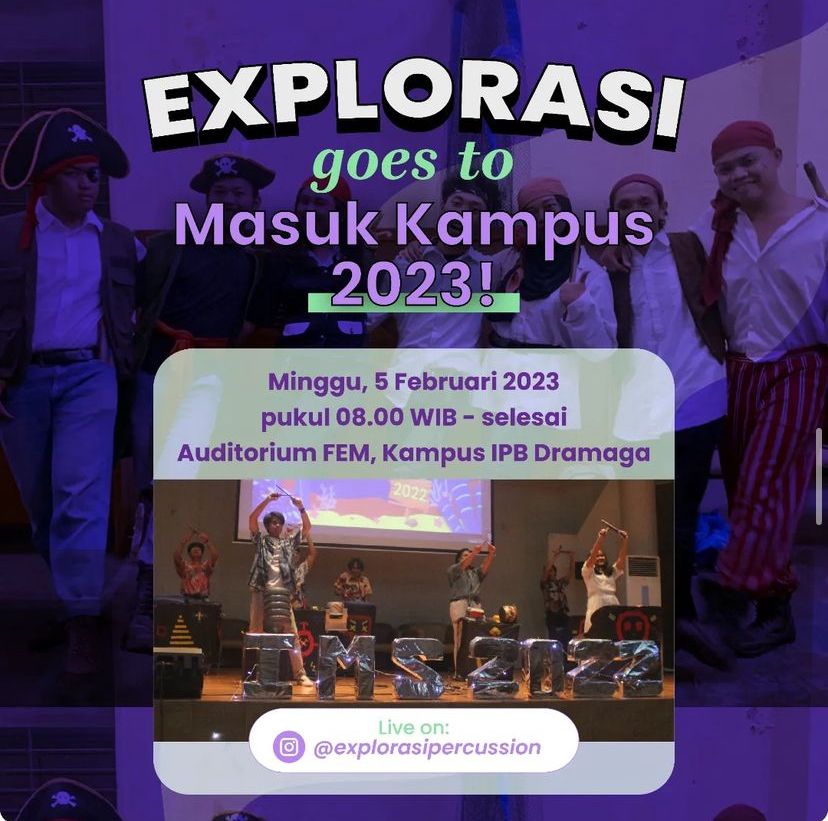 EXPLORASI
goes to
Masuk Kampus
2023!
Minggu, 5 Februari 2023
pukul 08.00 WIB - selesai
Auditorium FEM, Kampus IPB Dramaga
2022
IMS 2022
Live on:
@explorasipercussion